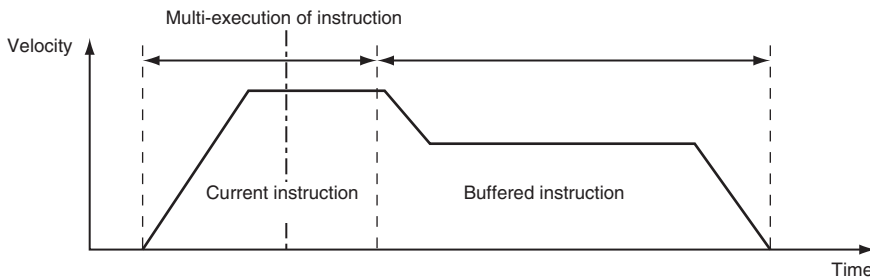 Multi-execution of instruction
Velocity
Current instruction
Buffered instruction
Time